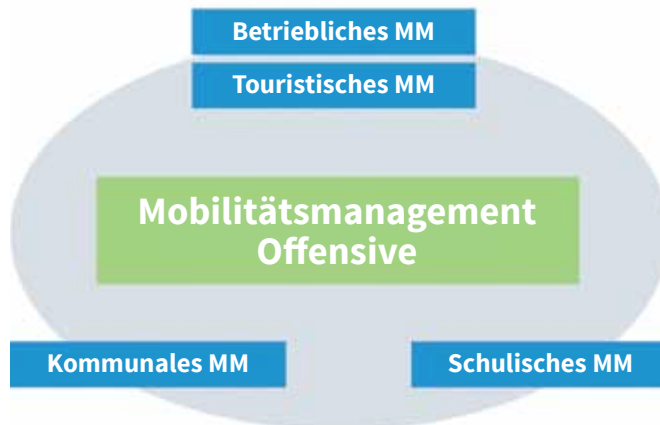 Betriebliches MM
Touristisches MM
Mobilitätsmanagement
Offensive
Kommunales MM
Schulisches MM